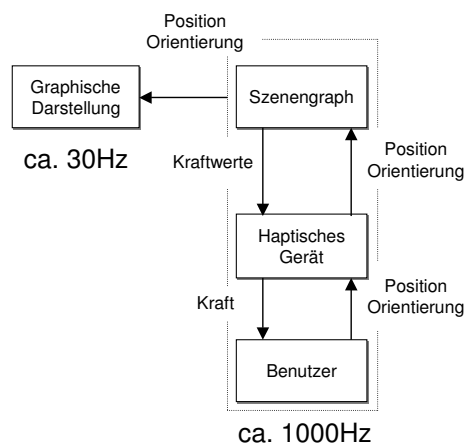 Position
Orientierung
Graphische
Darstellung
Szenengraph
ca. 30Hz
Kraftwerte
Position
Orientierung
Haptisches
Gerät
Kraft
Position
Orientierung
Benutzer
ca. 1000Hz